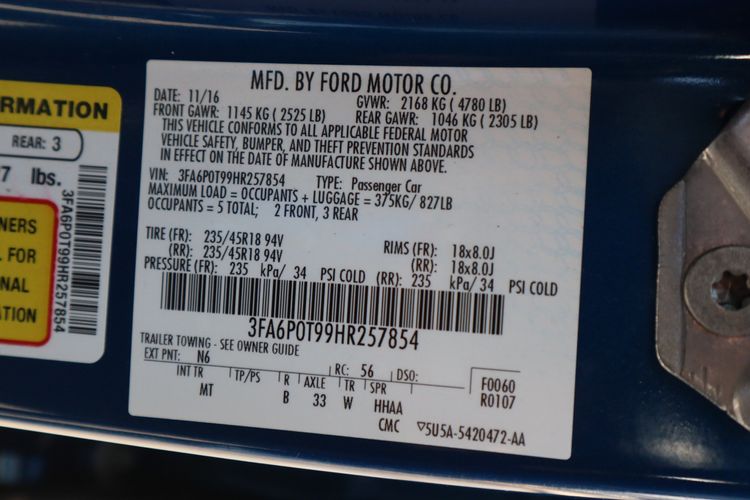 RMATION
REAR: 3
7 lbs.
3FA6P0T99HR257854
NERS
FOR
NAL
TION
MFD. BY FORD MOTOR CO.
DATE: 11/16 GVWR: 2168 KG ( 4780 LB)
FRONT GAWR: 1145 KG ( 2525 LB) REAR GAWR: 1046 KG ( 2305 LB)
THIS VEHICLE CONFORMS TO ALL APPLICABLE FEDERAL MOTOR
VEHICLE SAFETY, BUMPER, AND THEFT PREVENTION STANDARDS
IN EFFECT ON THE DATE OF MANUFACTURE SHOWN ABOVE.
VIN: 3FA6P0T99HR257854 TYPE: Passenger Car
MAXIMUM LOAD = OCCUPANTS + LUGGAGE = 375KG/ 827LB
OCCUPANTS = 5 TOTAL; 2 FRONT, 3 REAR
TIRE (FR): 235/45R18 94V RIMS (FR): 18x8.0J
(RR): 235/45R18 94V (RR): 18x8.0J
PRESSURE (FR): 235 kPa/ 34 PSI COLD (RR): 235 kPa/ 34 PSI COLD
3FA6P0T99HR257854
TRAILER TOWING - SEE OWNER GUIDE
EXT PNT: N6 RC: 56 DSO: F0060
INT TR TP/PS R AXLE TR SPR R0107
MT B 33 W HHAA
CMC ▽5U5A-5420472-AA